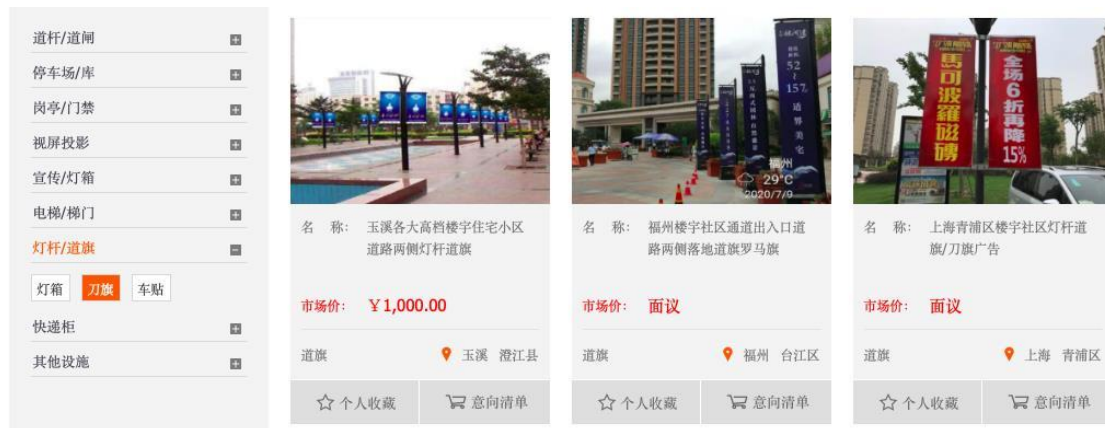 道杆/道闸
停车场/库
岗亭/门禁
视屏投影
宣传/灯箱
电梯/梯门
灯杆/道旗
灯箱 刀旗 车贴
快递柜
其他设施
名 称： 玉溪各大高档楼宇住宅小区
道路两侧灯杆道旗
市场价： ￥1,000.00
道旗 玉溪 澄江县
个人收藏 意向清单
52
157
道界美宅
福州
29°C
2020/7/9
名 称： 福州楼宇社区通道出入口道
路两侧落地道旗罗马旗
市场价： 面议
道旗 福州 台江区
个人收藏 意向清单
馬可波羅磁磚
全场6折再降
15%
名 称： 上海青浦区楼宇社区灯杆道
旗/刀旗广告
市场价： 面议
道旗 上海 青浦区
个人收藏 意向清单